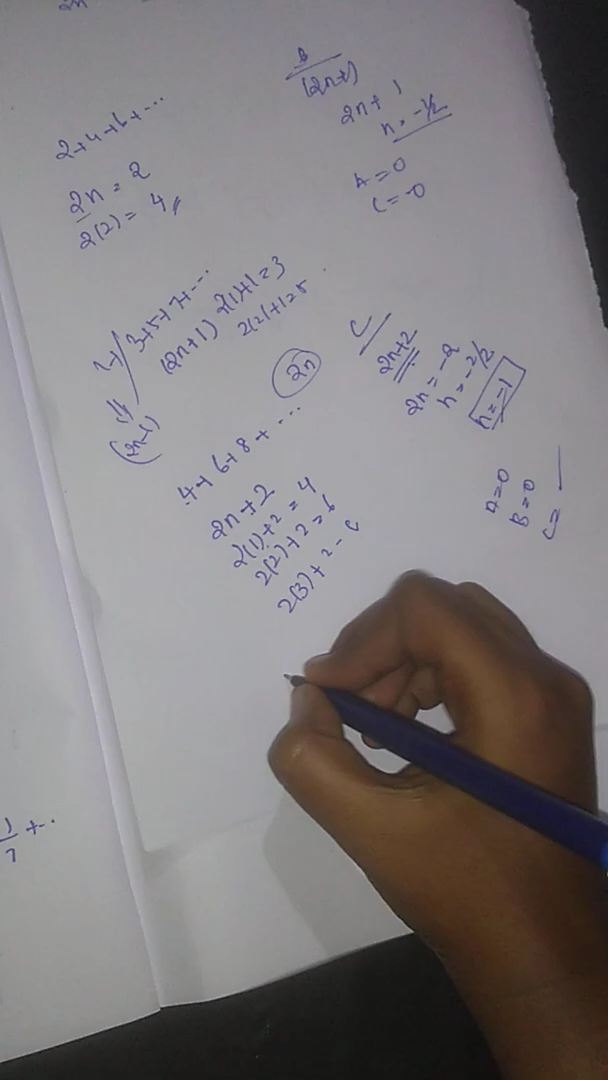 2n
2+4+6+...
2n = 2
2(2) = 4
B
(2n+1)
2n+1
n = -1/2
A = 0
C = 0
1+/3+5+7+...
(2n+1) 2(1)+1=3
2(2)+1=5
2n
4+6+8+...
2n+2
2(1)+2 = 4
2(2)+2 = 6
2(3)+2 -
C
2n+2
2n = -2
n = -2/2
n = -1
A=0
B=0
C=
1/7 + ..